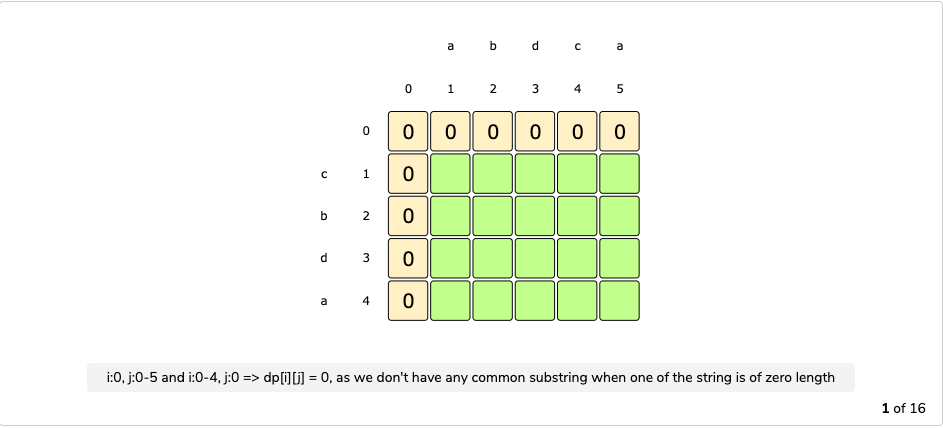 a b d c a
0 1 2 3 4 5
0 0 0 0 0 0 0
c 1 0
b 2 0
d 3 0
a 4 0
i:0, j:0-5 and i:0-4, j:0 => dp[i][j] = 0, as we don't have any common substring when one of the string is of zero length
1 of 16